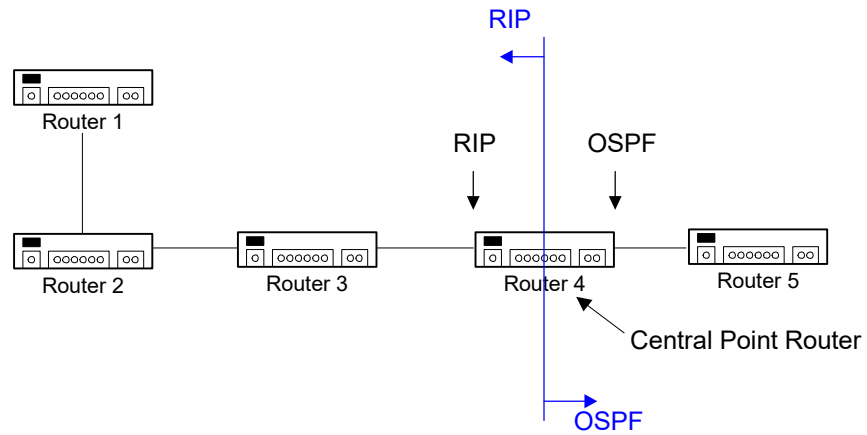 RIP
Router 1
RIP
OSPF
Router 2
Router 3
Router 4
Router 5
Central Point Router
OSPF